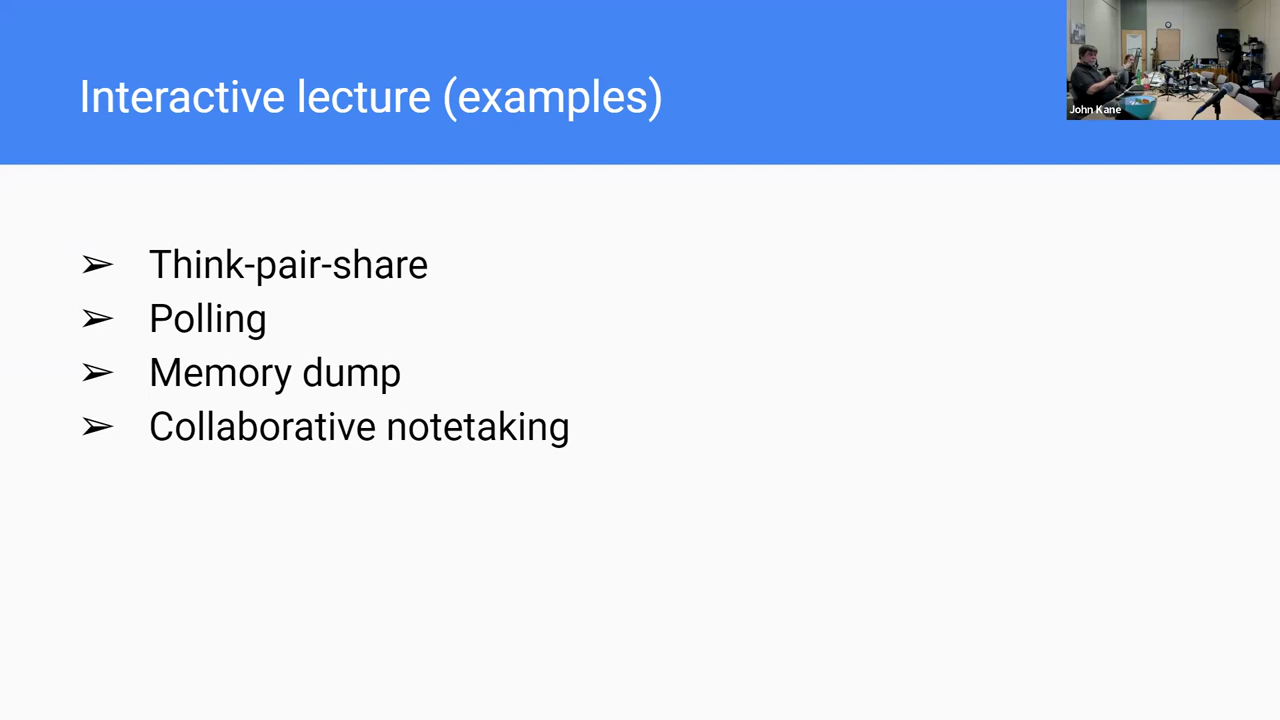 Interactive lecture (examples)
John Kane
➢ Think-pair-share
➢ Polling
➢ Memory dump
➢ Collaborative notetaking